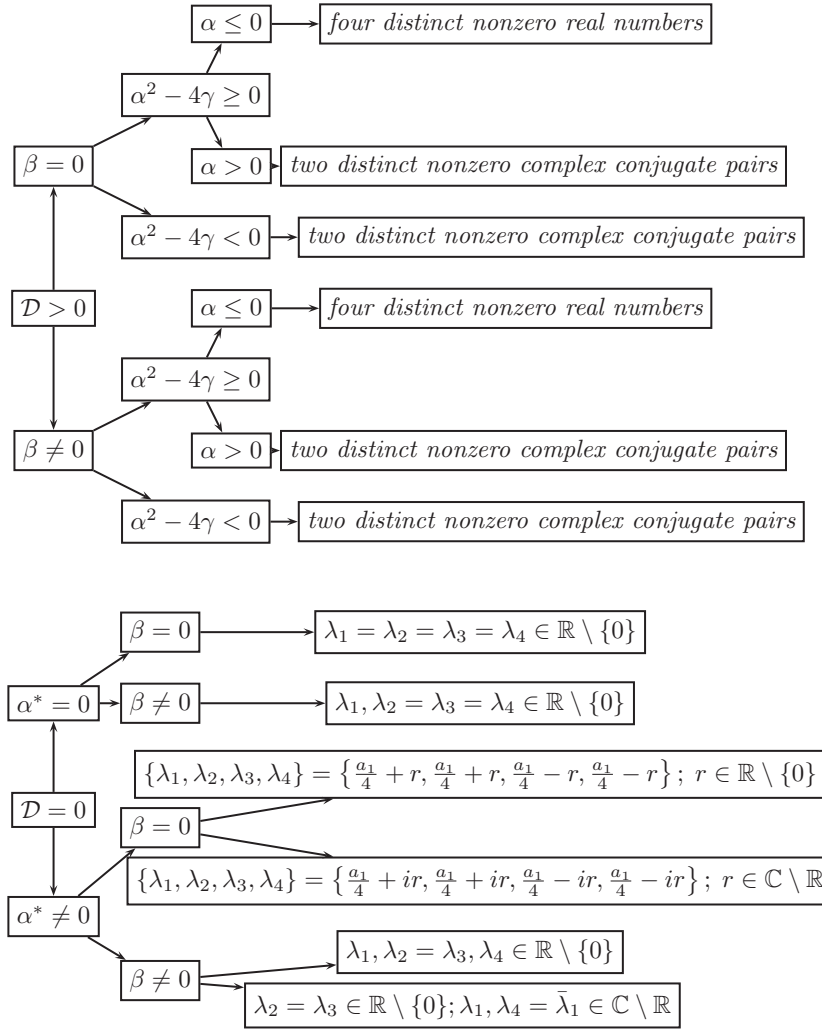 α ≤ 0
four distinct nonzero real numbers
α² − 4γ ≥ 0
β = 0
α > 0
two distinct nonzero complex conjugate pairs
α² − 4γ < 0
two distinct nonzero complex conjugate pairs
𝒟 > 0
α ≤ 0
four distinct nonzero real numbers
α² − 4γ ≥ 0
β ≠ 0
α > 0
two distinct nonzero complex conjugate pairs
α² − 4γ < 0
two distinct nonzero complex conjugate pairs
β = 0
λ₁ = λ₂ = λ₃ = λ₄ ∈ ℝ \ {0}
α* = 0
β ≠ 0
λ₁, λ₂ = λ₃ = λ₄ ∈ ℝ \ {0}
{λ₁, λ₂, λ₃, λ₄} = {a₁/4 + r, a₁/4 + r, a₁/4 − r, a₁/4 − r} ; r ∈ ℝ \ {0}
𝒟 = 0
β = 0
{λ₁, λ₂, λ₃, λ₄} = {a₁/4 + ir, a₁/4 + ir, a₁/4 − ir, a₁/4 − ir} ; r ∈ ℂ \ ℝ
α* ≠ 0
λ₁, λ₂ = λ₃, λ₄ ∈ ℝ \ {0}
β ≠ 0
λ₂ = λ₃ ∈ ℝ \ {0}; λ₁, λ₄ = λ̄₁ ∈ ℂ \ ℝ